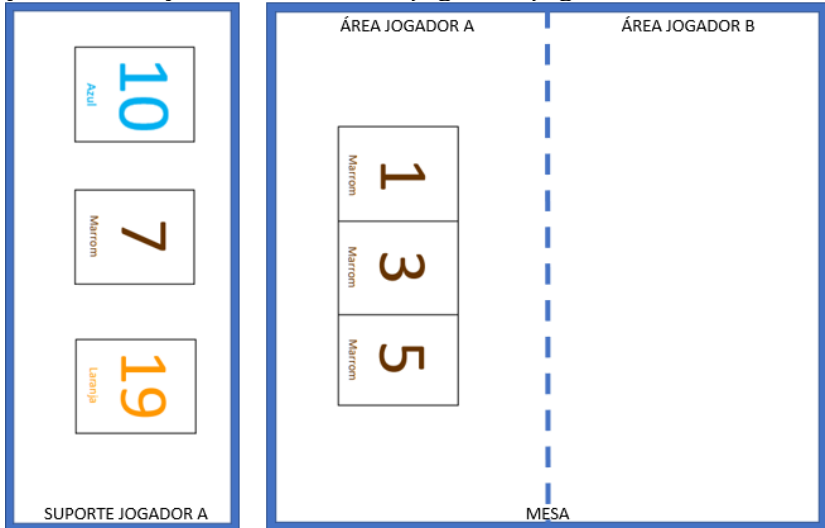 10
Azul
7
Marrom
19
Laranja
SUPORTE JOGADOR A
ÁREA JOGADOR A
ÁREA JOGADOR B
1
Marrom
3
Marrom
5
Marrom
MESA